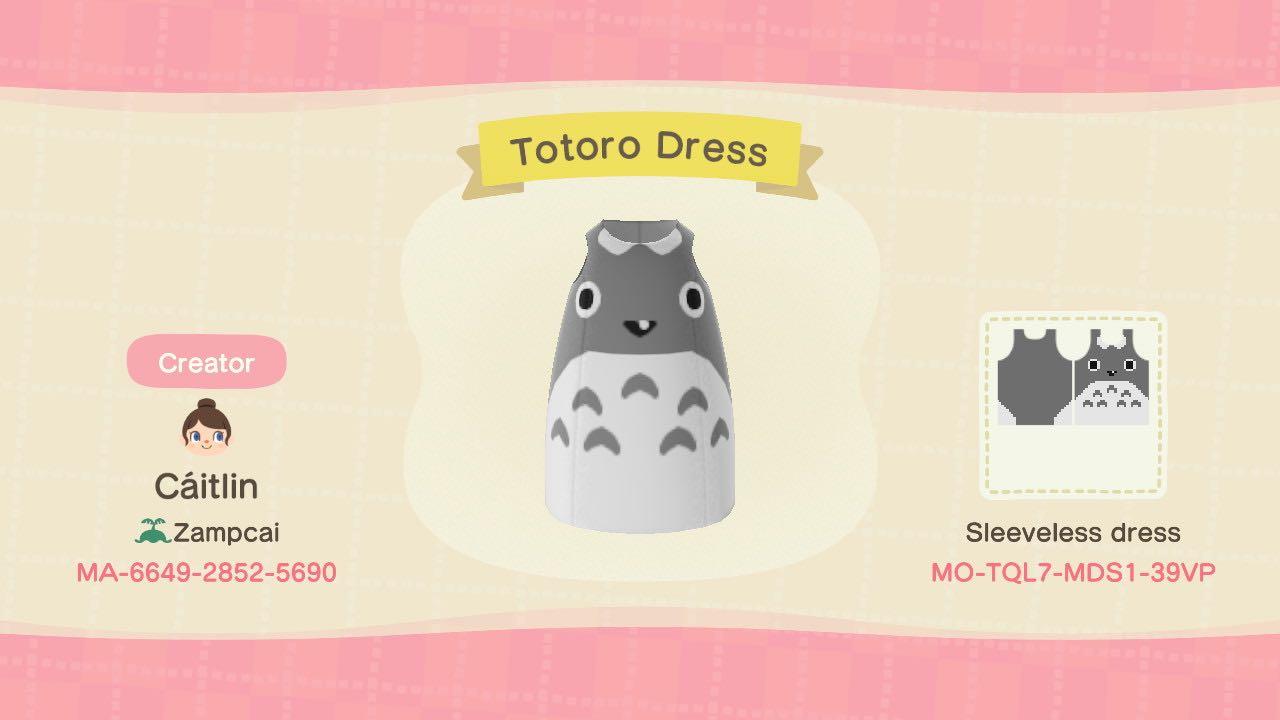 Totoro Dress
Creator
Cáitlin
Zampcai
MA-6649-2852-5690
Sleeveless dress
MO-TQL7-MDS1-39VP